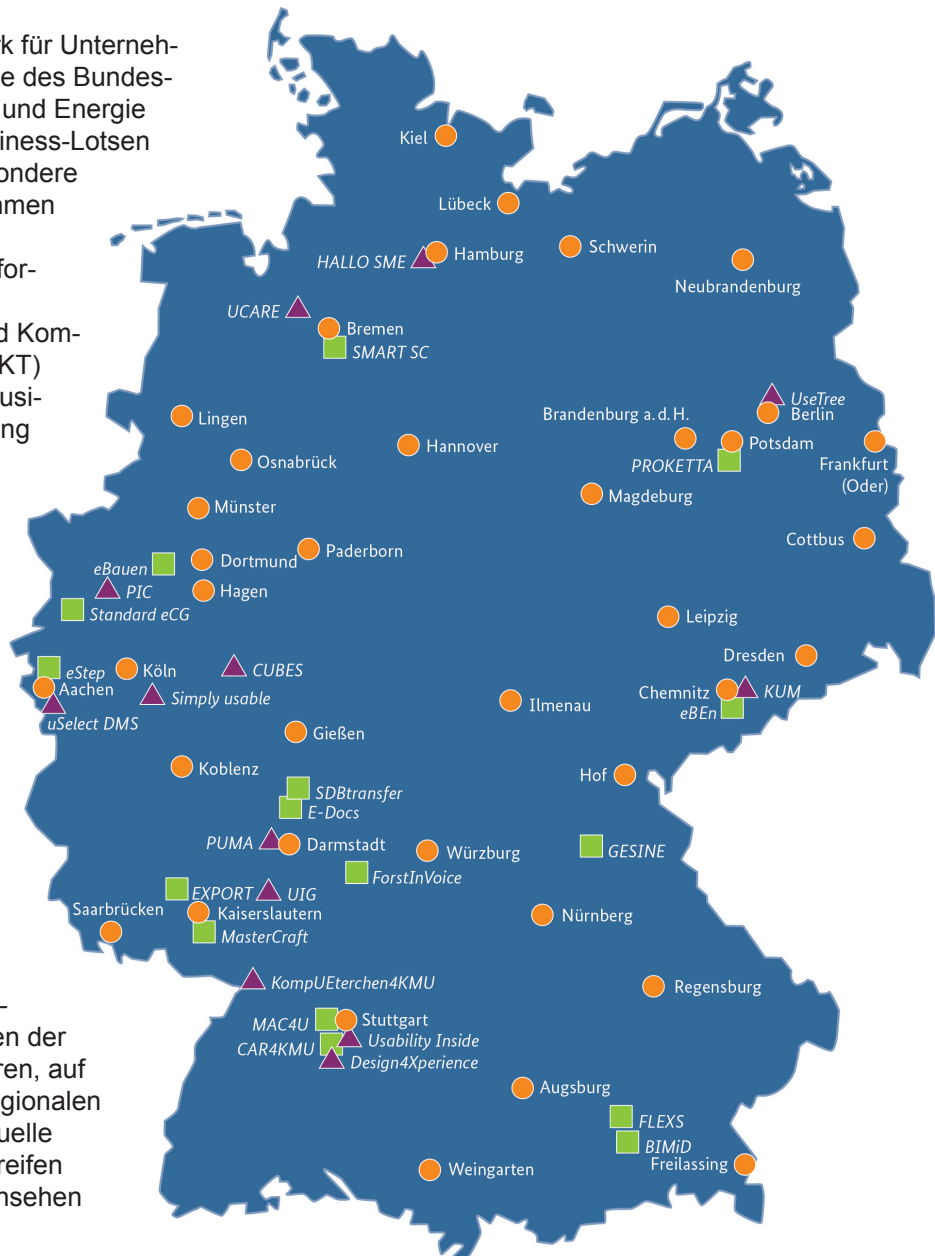 rk für Unterneh-
e des Bundes-
und Energie
iness-Lotsen
ondere
nmen
for-
d Kom-
KT)
usi-
ng
Kiel
Lübeck
Schwerin
HALLO SME
Hamburg
Neubrandenburg
UCARE
Bremen
SMART SC
UseTree
Berlin
Lingen
Brandenburg a. d. H.
Hannover
Potsdam
Osnabrück
PROKETTA
Frankfurt
(Oder)
Magdeburg
Münster
Cottbus
Paderborn
Dortmund
eBauen
PIC
Hagen
Standard eCG
Leipzig
Dresden
eStep
Köln
CUBES
Aachen
Simply usable
Chemnitz
KUM
uSelect DMS
Ilmenau
eBEn
Gießen
Koblenz
Hof
SDBtransfer
E-Docs
PUMA
Darmstadt
Würzburg
GESINE
ForstInVoice
EXPORT
UIG
Saarbrücken
Kaiserslautern
Nürnberg
MasterCraft
KompUEterchen4KMU
Regensburg
MAC4U
Stuttgart
Usability Inside
CAR4KMU
Design4Xperience
Augsburg
FLEXS
BIMiD
Weingarten
Freilassing
-
en der
ren, auf
egionalen
uelle
reifen
nsehen